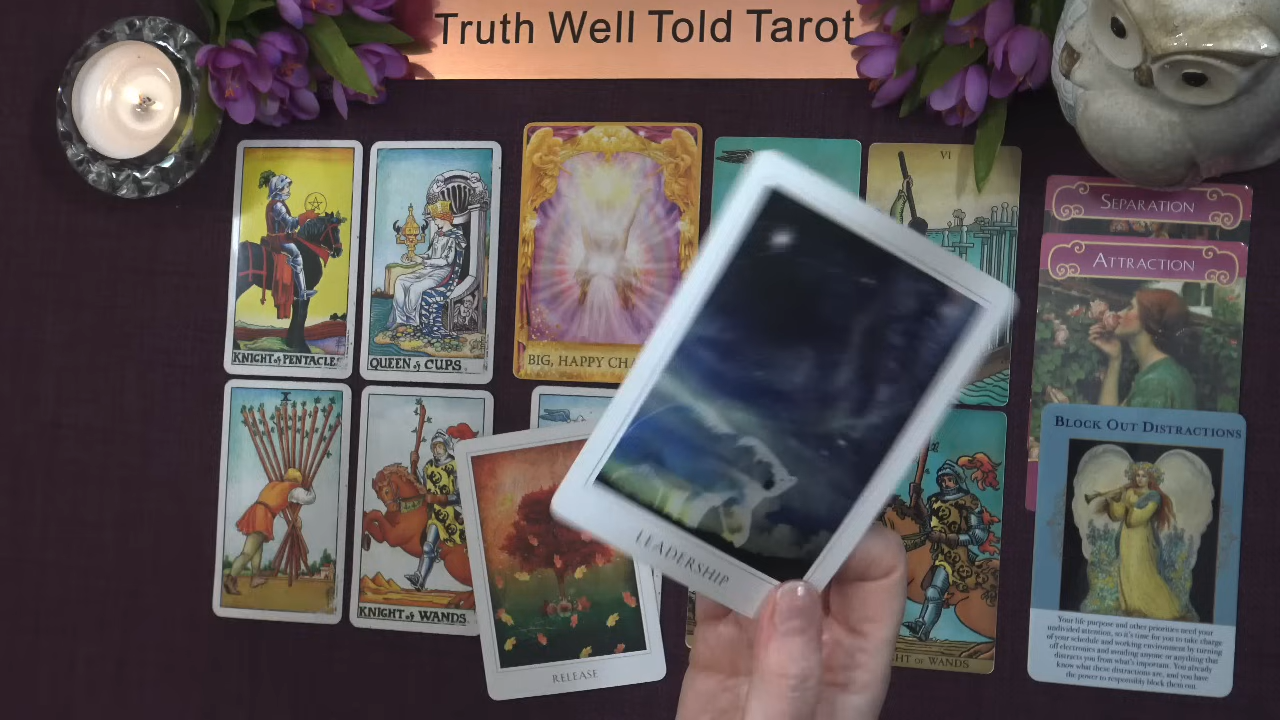 Truth Well Told Tarot
KNIGHT of PENTACLES
QUEEN of CUPS.
BIG, HAPPY CHA
VI
SEPARATION
ATTRACTION
X
KNIGHT of WANDS.
RELEASE
LEADERSHIP
GHT OF WANDS
BLOCK OUT DISTRACTIONS
Your life purpose and other priorities need your
undivided attention, so it's time for you to take charge
of your schedule and working environment by turning
off electronics and avoiding anyone or anything that
distracts you from what's important. You already
know what these distractions are, and you have
the power to responsibly block them out.